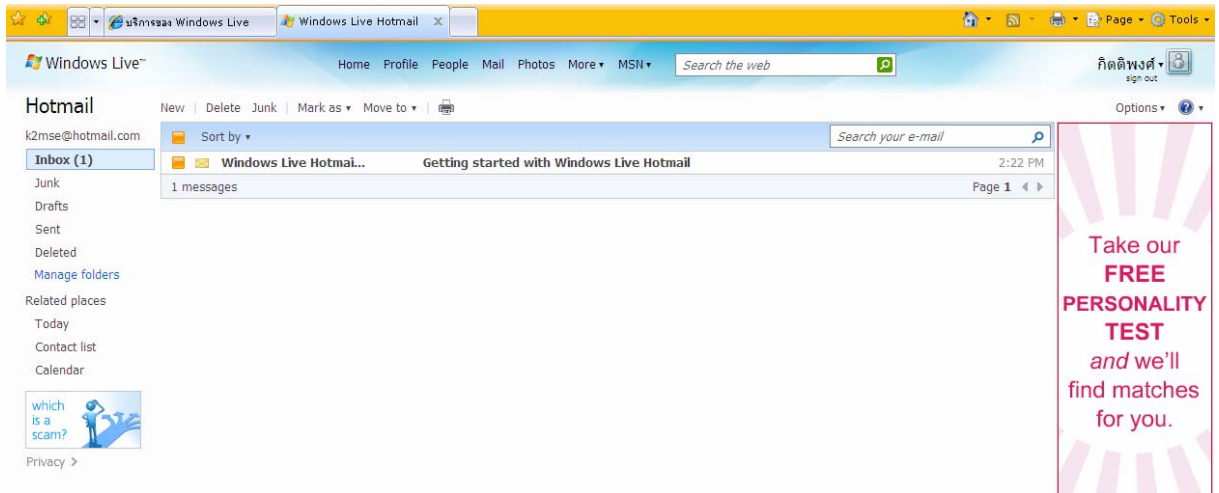 บริการของ Windows Live
Windows Live Hotmail
Page
Tools
Windows Live™
Home Profile People Mail Photos More MSN
Search the web
กิตติพงศ์
sign out
Hotmail
New | Delete Junk | Mark as Move to
Options
k2mse@hotmail.com
Sort by
Search your e-mail
Inbox (1)
Windows Live Hotmai... Getting started with Windows Live Hotmail 2:22 PM
Junk
1 messages
Page 1
Drafts
Sent
Deleted
Manage folders
Related places
Today
Contact list
Calendar
which
is a
scam?
Privacy
Take our
FREE
PERSONALITY
TEST
and we'll
find matches
for you.